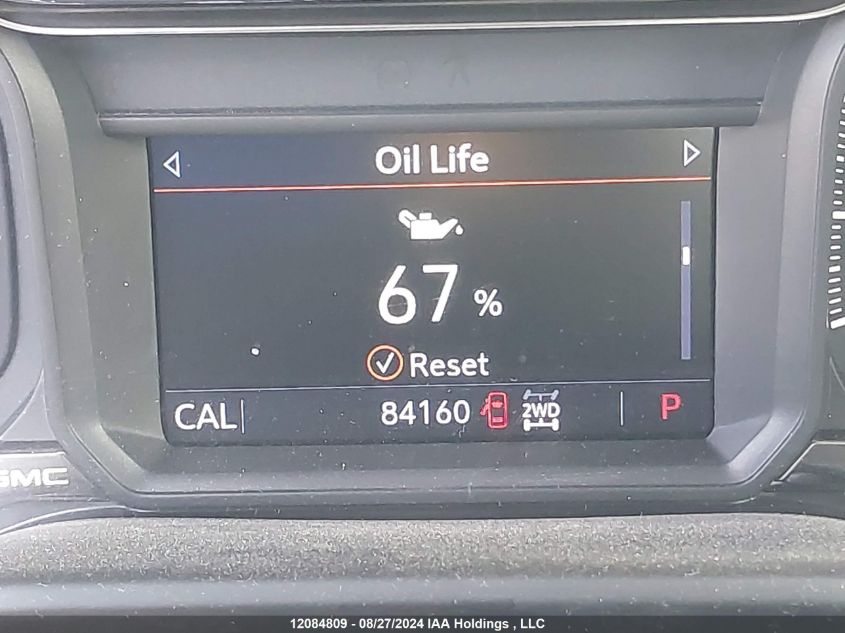 Oil Life
67 %
Reset
CAL 84160 2WD P
GMC
12084809 - 08/27/2024 IAA Holdings , LLC